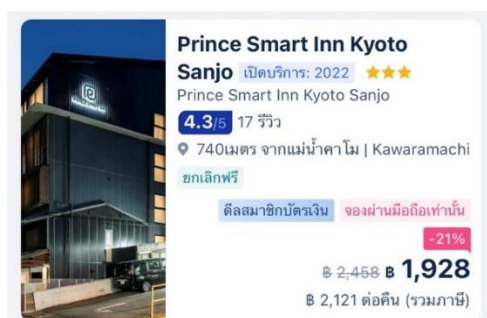 Prince Smart Inn Kyoto
Sanjo เปิดบริการ: 2022
Prince Smart Inn Kyoto Sanjo
4.3/5 17 รีวิว
740เมตร จากแม่น้ำคาโม | Kawaramachi
ยกเลิกฟรี
ดีลสมาชิกบัตรเงิน จองผ่านมือถือเท่านั้น
-21%
฿ 2,458 ฿ 1,928
฿ 2,121 ต่อคืน (รวมภาษี)